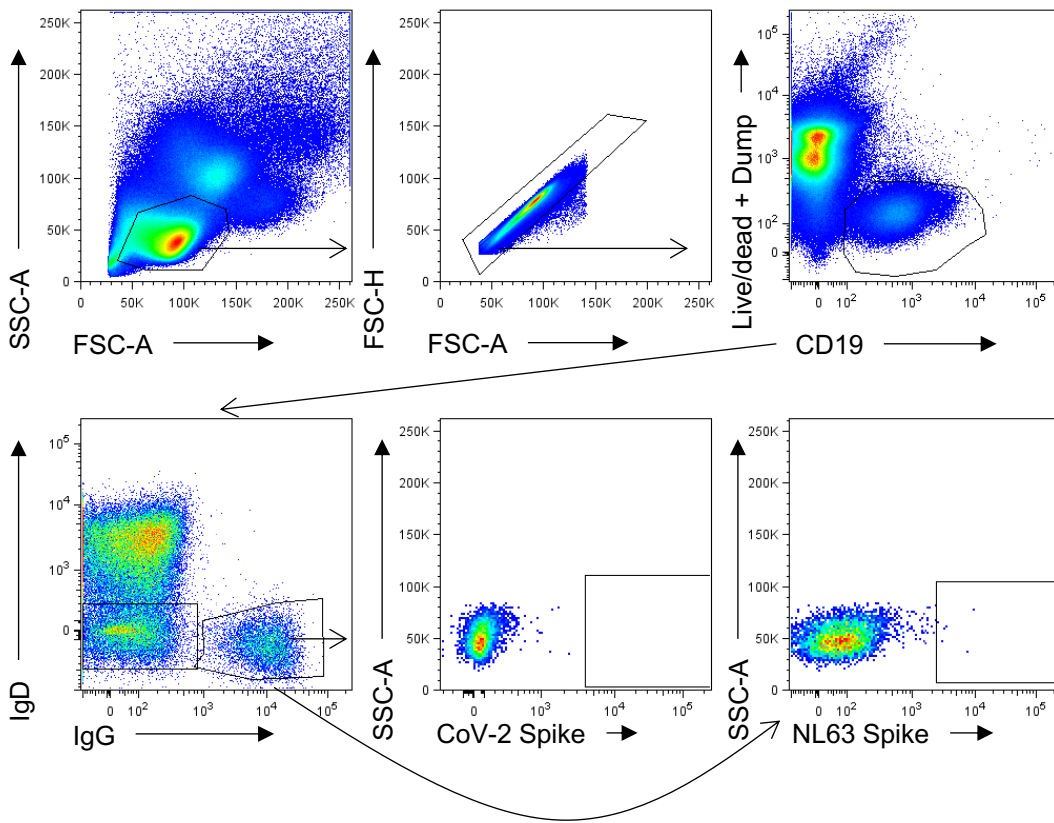 250K
200K
150K
100K
50K
0
0 50K 100K 150K 200K 250K
SSC-A
FSC-A
250K
200K
150K
100K
50K
0
0 50K 100K 150K 200K 250K
FSC-H
FSC-A
10^5
10^4
10^3
10^2
0
0 10^2 10^3 10^4 10^5
Live/dead + Dump
CD19
10^5
10^4
10^3
0
0 10^2 10^3 10^4 10^5
IgD
IgG
250K
200K
150K
100K
50K
0
0 10^3 10^4 10^5
SSC-A
CoV-2 Spike
250K
200K
150K
100K
50K
0
0 10^2 10^3 10^4 10^5
SSC-A
NL63 Spike